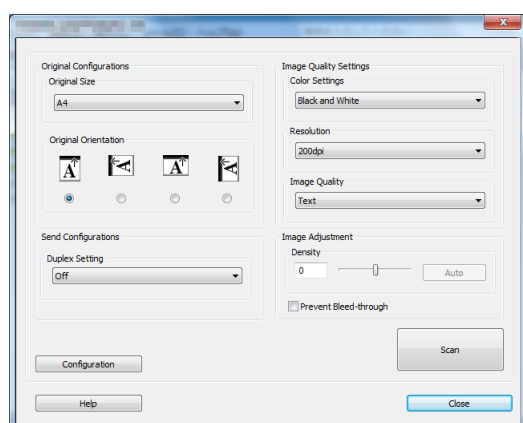 Original Configurations
Original Size
A4
Original Orientation
A A A A
Send Configurations
Duplex Setting
Off
Configuration
Help
Image Quality Settings
Color Settings
Black and White
Resolution
200dpi
Image Quality
Text
Image Adjustment
Density
0
Auto
Prevent Bleed-through
Scan
Close